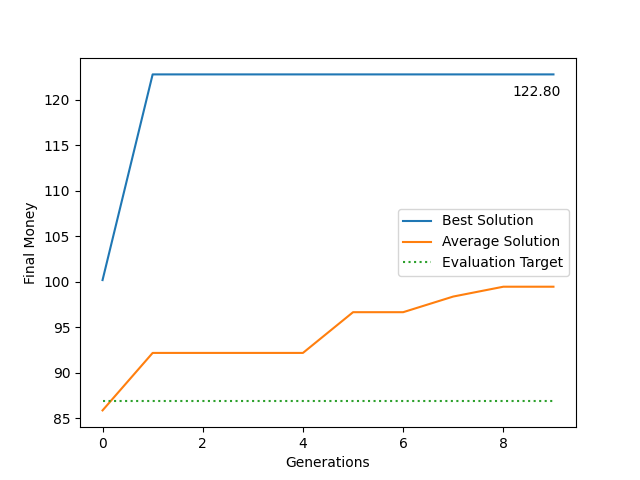 120
115
110
105
100
95
90
85
Final Money
122.80
Best Solution
Average Solution
Evaluation Target
0
2
4
6
8
Generations